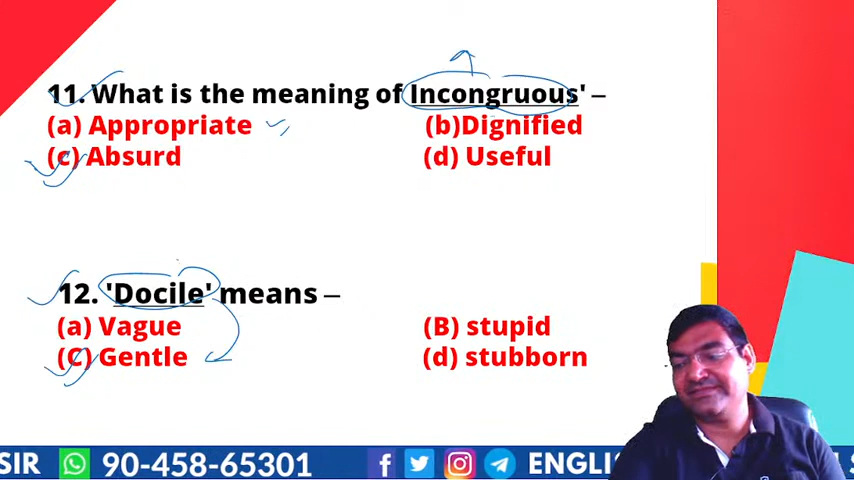 11. What is the meaning of Incongruous' –
(a) Appropriate (b)Dignified
(c) Absurd (d) Useful
12. 'Docile' means –
(a) Vague (B) stupid
(C) Gentle (d) stubborn
SIR 90-458-65301 f ENGLI